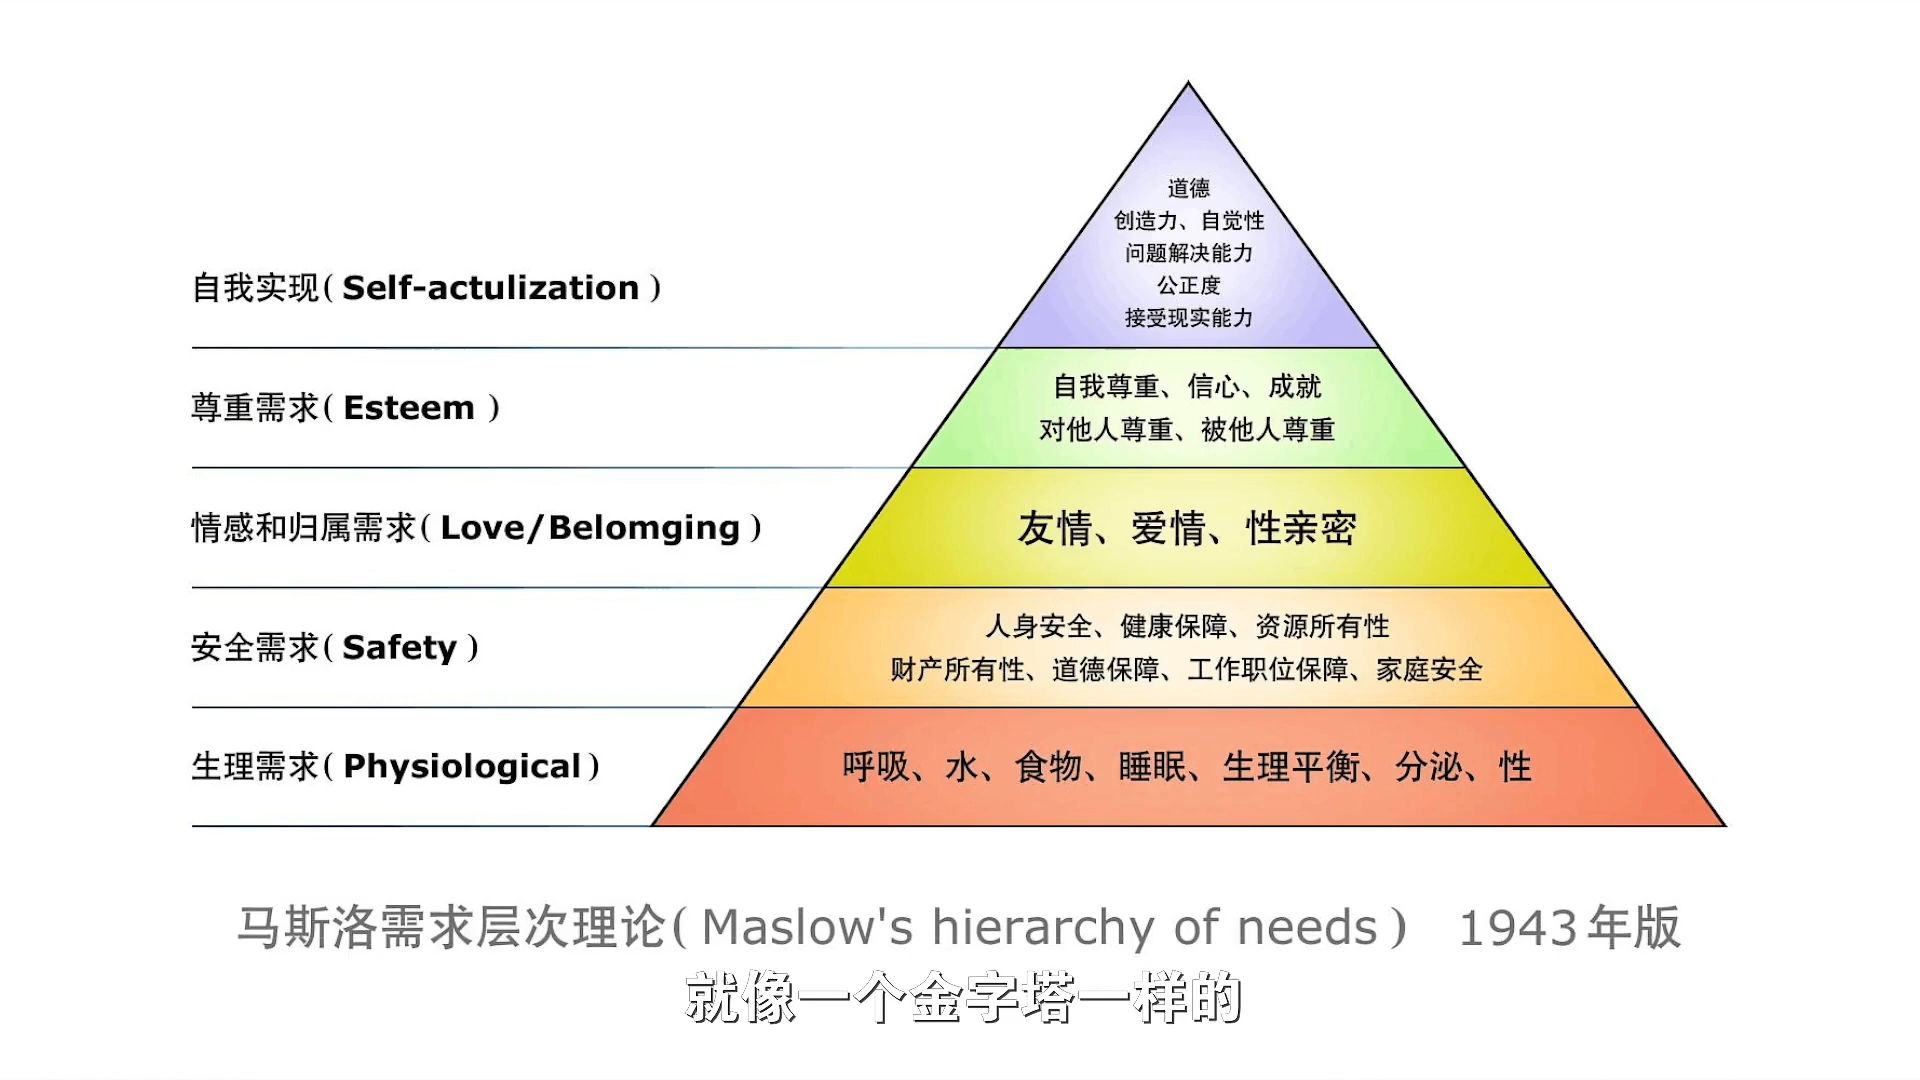 道德
创造力、自觉性
问题解决能力
公正度
接受现实能力
自我实现(Self-actulization)
自我尊重、信心、成就
对他人尊重、被他人尊重
尊重需求(Esteem)
友情、爱情、性亲密
情感和归属需求(Love/Belomging)
人身安全、健康保障、资源所有性
财产所有性、道德保障、工作职位保障、家庭安全
安全需求(Safety)
呼吸、水、食物、睡眠、生理平衡、分泌、性
生理需求(Physiological)
马斯洛需求层次理论(Maslow's hierarchy of needs) 1943年版
就像一个金字塔一样的